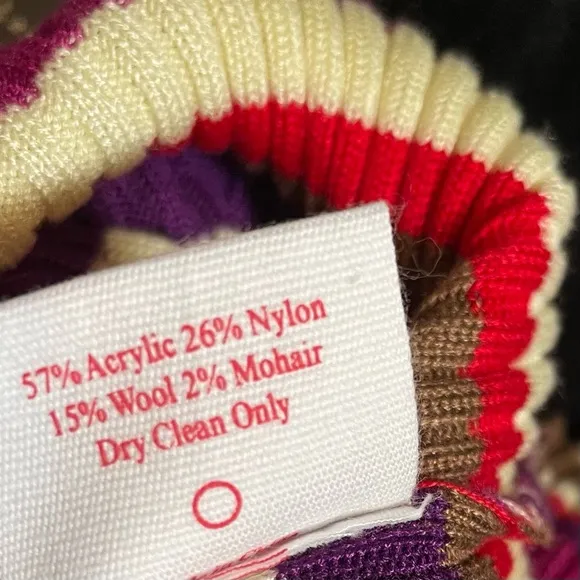 57% Acrylic 26% Nylon
15% Wool 2% Mohair
Dry Clean Only